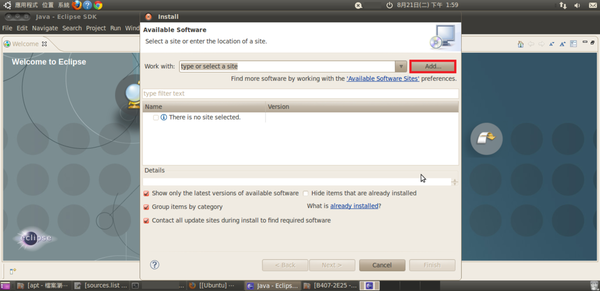 應用程式 位置 系統
8月21日(二) 下午 1:59
Java - Eclipse SDK
Install
File Edit Navigate Search Project Run
Welcome
Welcome to Eclipse
Available Software
Select a site or enter the location of a site.
Work with: type or select a site Add...
Find more software by working with the 'Available Software Sites' preferences.
type filter text
Name Version
There is no site selected.
Details
Show only the latest versions of available software Hide items that are already installed
Group items by category What is already installed?
Contact all update sites during install to find required software
eclipse
? < Back Next > Cancel Finish
[apt - 檔案瀏⋯ [sources.list ⋯ [[Ubuntu] ⋯ Java - Eclips⋯ [B407-2E25 - ⋯